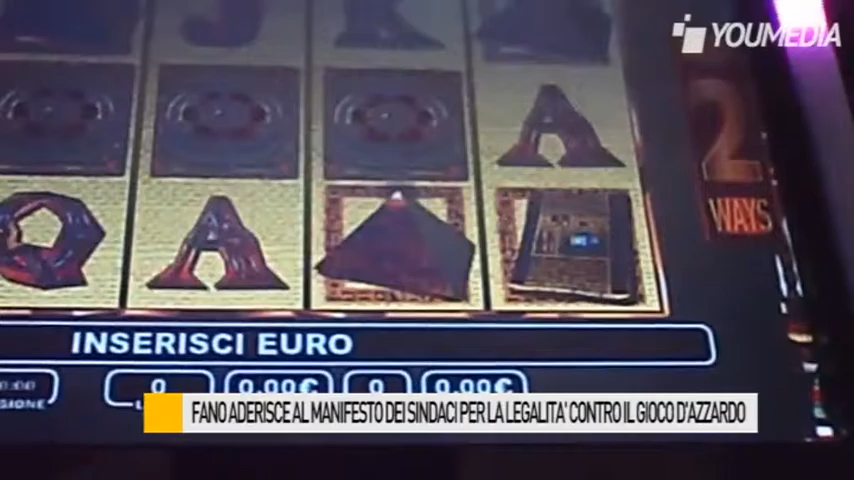 YOUMEDIA
J K
A
2
WAYS
Q A
INSERISCI EURO
0 0,00€ 0 0,00€
FANO ADERISCE AL MANIFESTO DEI SINDACI PER LA LEGALITA' CONTRO IL GIOCO D'AZZARDO